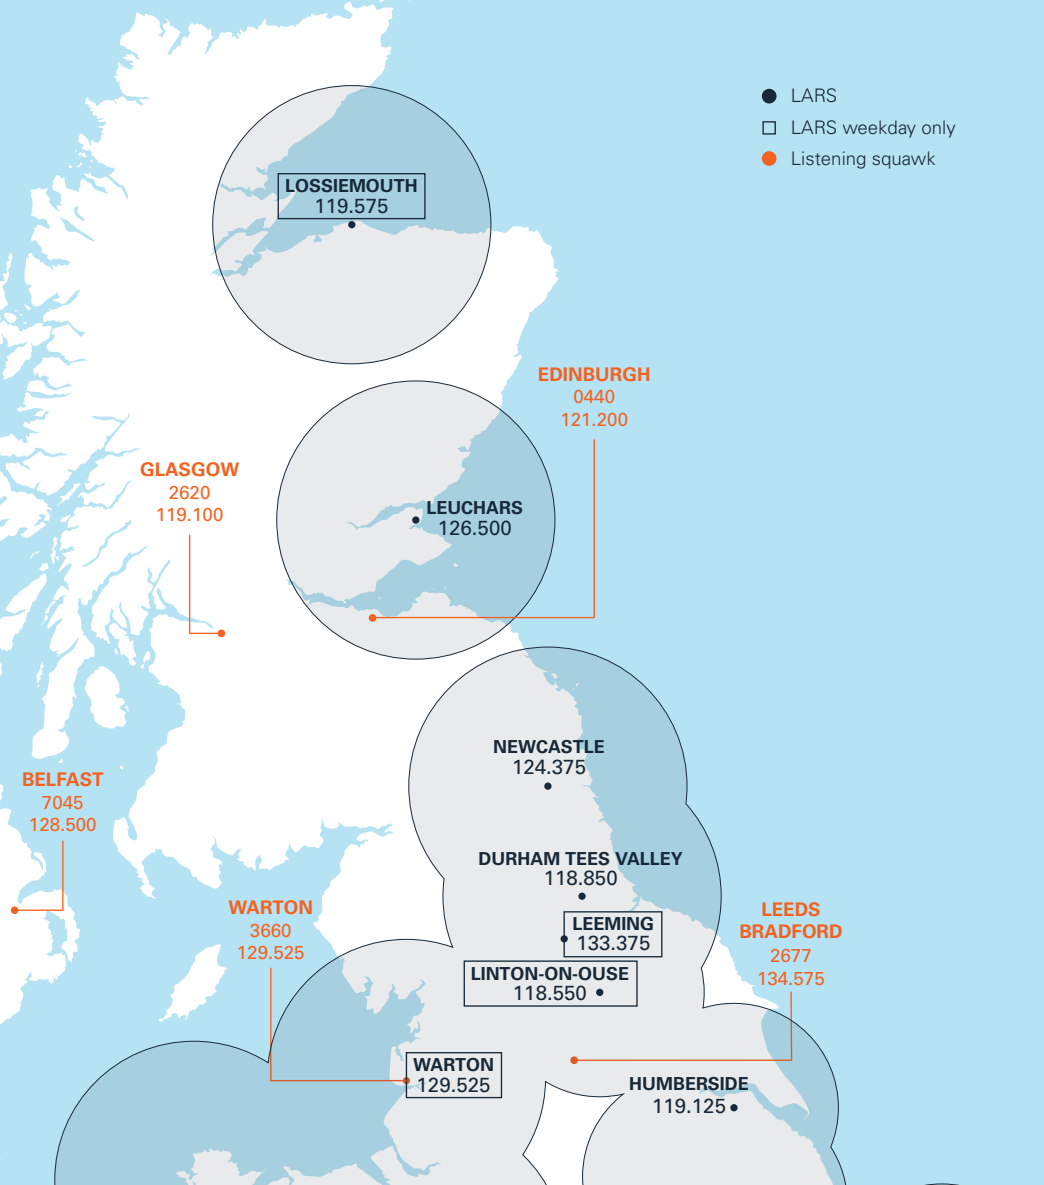 LARS
LARS weekday only
Listening squawk
LOSSIEMOUTH
119.575
EDINBURGH
0440
121.200
GLASGOW
2620
119.100
LEUCHARS
126.500
NEWCASTLE
124.375
BELFAST
7045
128.500
DURHAM TEES VALLEY
118.850
WARTON
3660
129.525
LEEMING
133.375
LEEDS
BRADFORD
2677
134.575
LINTON-ON-OUSE
118.550
WARTON
129.525
HUMBERSIDE
119.125